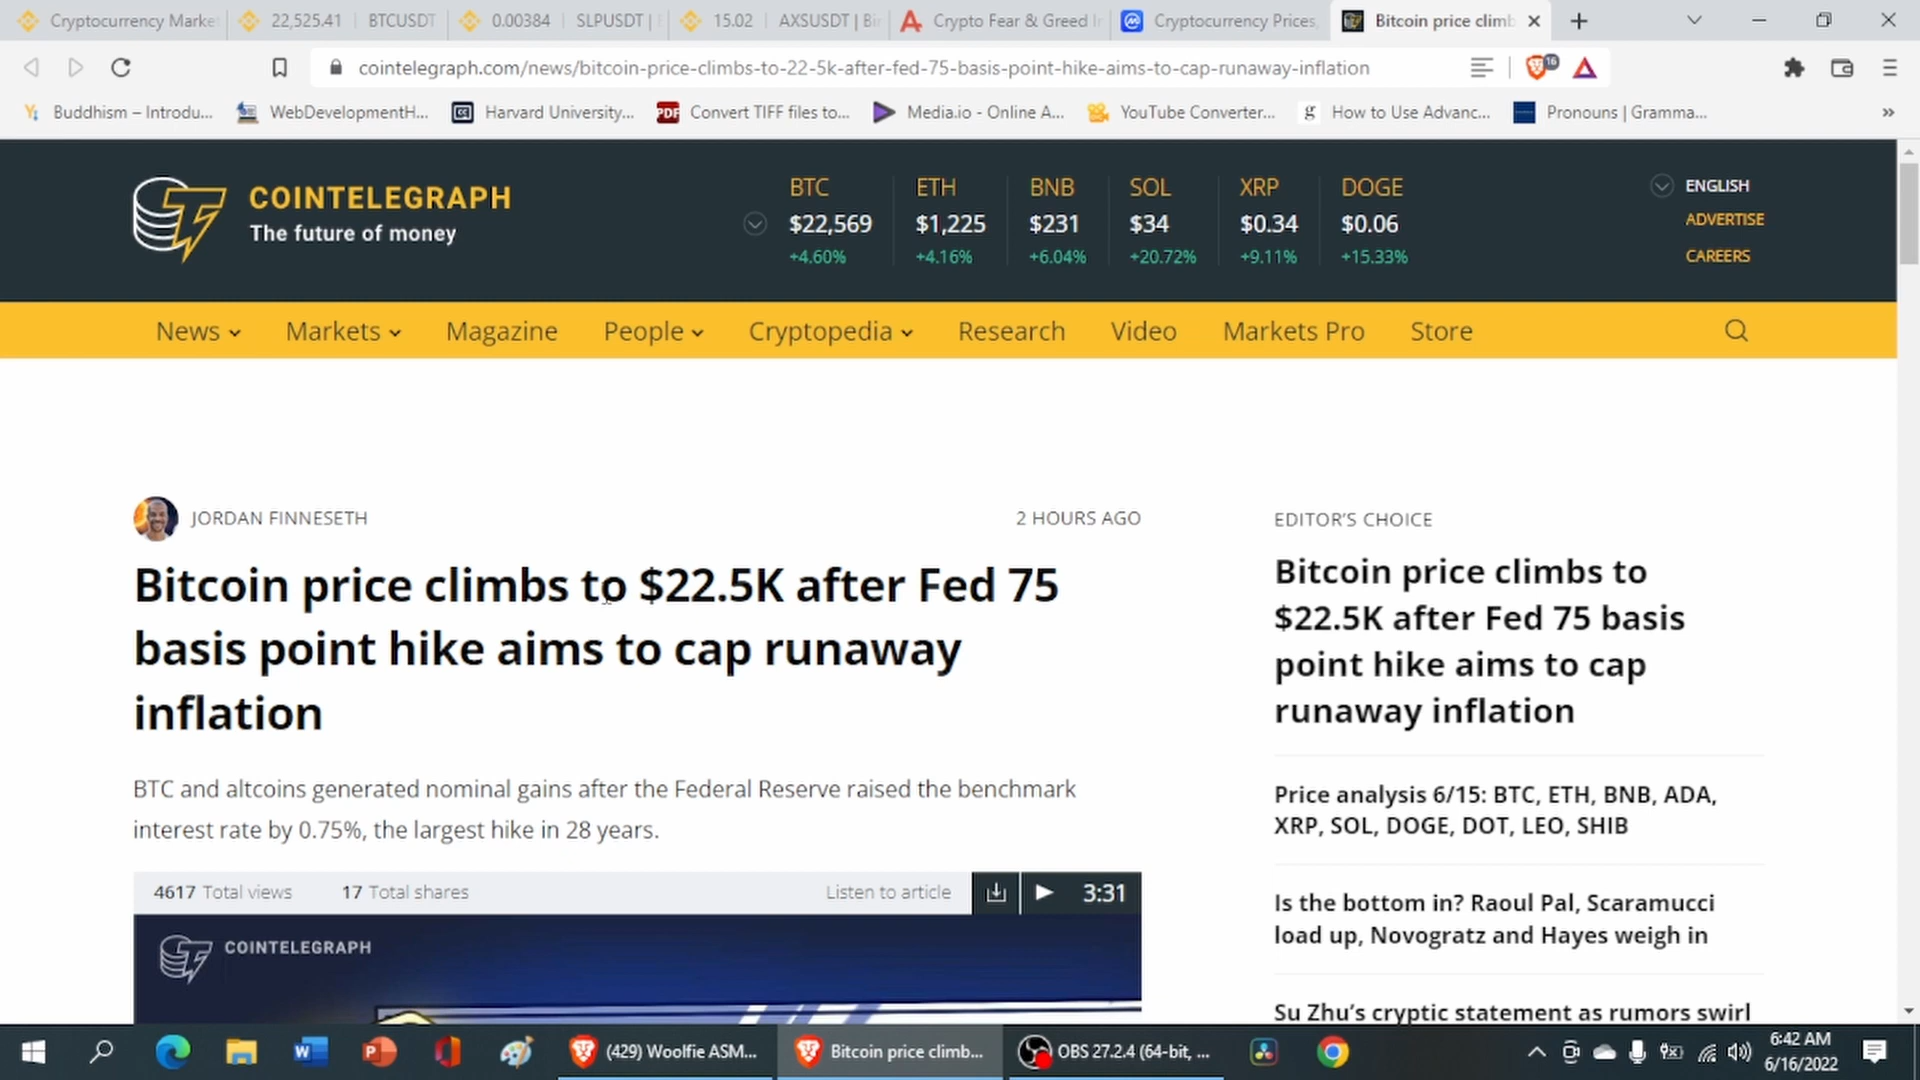 Cryptocurrency Marke
22,525.41 | BTCUSDT
0.00384 | SLPUSDT |
15.02 | AXSUSDT | Bi
Crypto Fear & Greed I
Cryptocurrency Prices,
Bitcoin price climb
cointelegraph.com/news/bitcoin-price-climbs-to-22-5k-after-fed-75-basis-point-hike-aims-to-cap-runaway-inflation
16
Buddhism – Introdu...
WebDevelopmentH...
Harvard University...
PDF
Convert TIFF files to...
Media.io - Online A...
YouTube Converter...
g
How to Use Advanc...
Pronouns | Gramma...
COINTELEGRAPH
The future of money
BTC ETH BNB SOL XRP DOGE
$22,569 $1,225 $231 $34 $0.34 $0.06
+4.60% +4.16% +6.04% +20.72% +9.11% +15.33%
ENGLISH
ADVERTISE
CAREERS
News Markets Magazine People Cryptopedia Research Video Markets Pro Store
JORDAN FINNESETH
2 HOURS AGO
Bitcoin price climbs to $22.5K after Fed 75
basis point hike aims to cap runaway
inflation
BTC and altcoins generated nominal gains after the Federal Reserve raised the benchmark
interest rate by 0.75%, the largest hike in 28 years.
4617 Total views 17 Total shares
Listen to article
3:31
COINTELEGRAPH
EDITOR'S CHOICE
Bitcoin price climbs to
$22.5K after Fed 75 basis
point hike aims to cap
runaway inflation
Price analysis 6/15: BTC, ETH, BNB, ADA,
XRP, SOL, DOGE, DOT, LEO, SHIB
Is the bottom in? Raoul Pal, Scaramucci
load up, Novogratz and Hayes weigh in
Su Zhu's cryptic statement as rumors swirl
(429) Woolfie ASM...
Bitcoin price climb...
OBS 27.2.4 (64-bit, ...
6:42 AM
6/16/2022